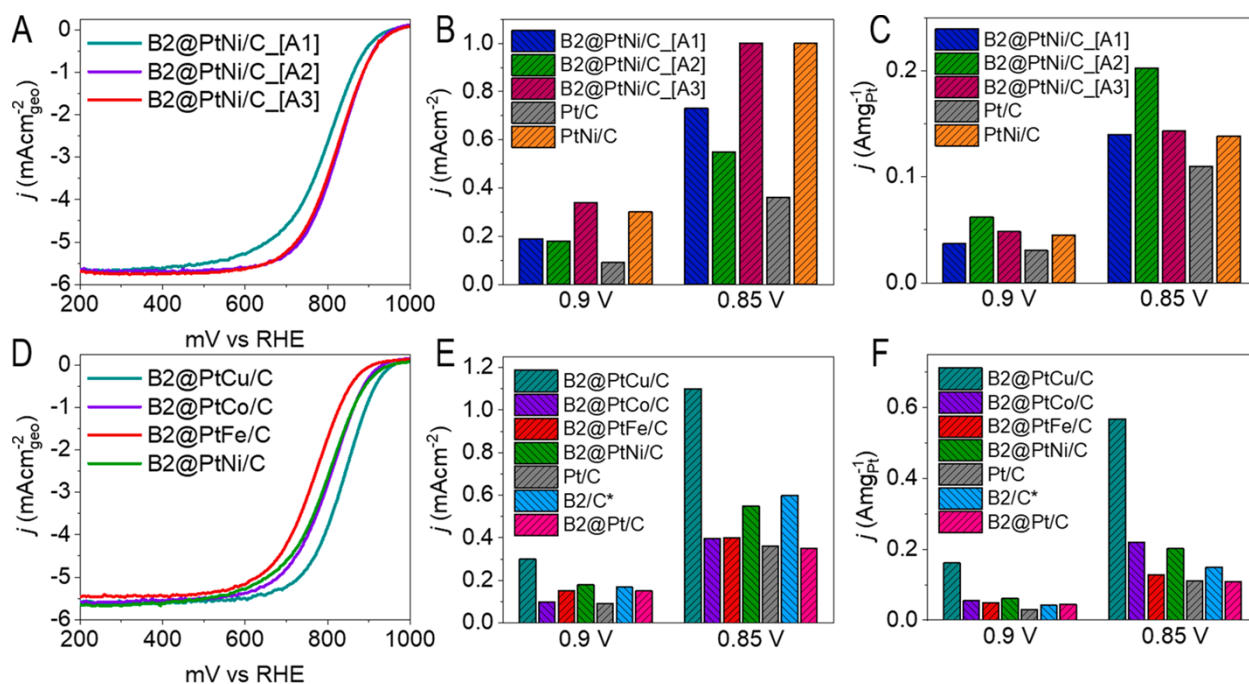 A
0
-1
-2
-3
-4
-5
-6
j (mAcm⁻²geo)
B2@PtNi/C_[A1]
B2@PtNi/C_[A2]
B2@PtNi/C_[A3]
200 400 600 800 1000
mV vs RHE
B
1.0
0.8
0.6
0.4
0.2
0.0
j (mAcm⁻²)
B2@PtNi/C_[A1]
B2@PtNi/C_[A2]
B2@PtNi/C_[A3]
Pt/C
PtNi/C
0.9 V 0.85 V
C
0.2
0.1
0.0
j (Amg⁻¹Pt)
B2@PtNi/C_[A1]
B2@PtNi/C_[A2]
B2@PtNi/C_[A3]
Pt/C
PtNi/C
0.9 V 0.85 V
D
0
-1
-2
-3
-4
-5
-6
j (mAcm⁻²geo)
B2@PtCu/C
B2@PtCo/C
B2@PtFe/C
B2@PtNi/C
200 400 600 800 1000
mV vs RHE
E
1.2
1.0
0.8
0.6
0.4
0.2
0.0
j (mAcm⁻²)
B2@PtCu/C
B2@PtCo/C
B2@PtFe/C
B2@PtNi/C
Pt/C
B2/C*
B2@Pt/C
0.9 V 0.85 V
F
0.6
0.4
0.2
0.0
j (Amg⁻¹Pt)
B2@PtCu/C
B2@PtCo/C
B2@PtFe/C
B2@PtNi/C
Pt/C
B2/C*
B2@Pt/C
0.9 V 0.85 V